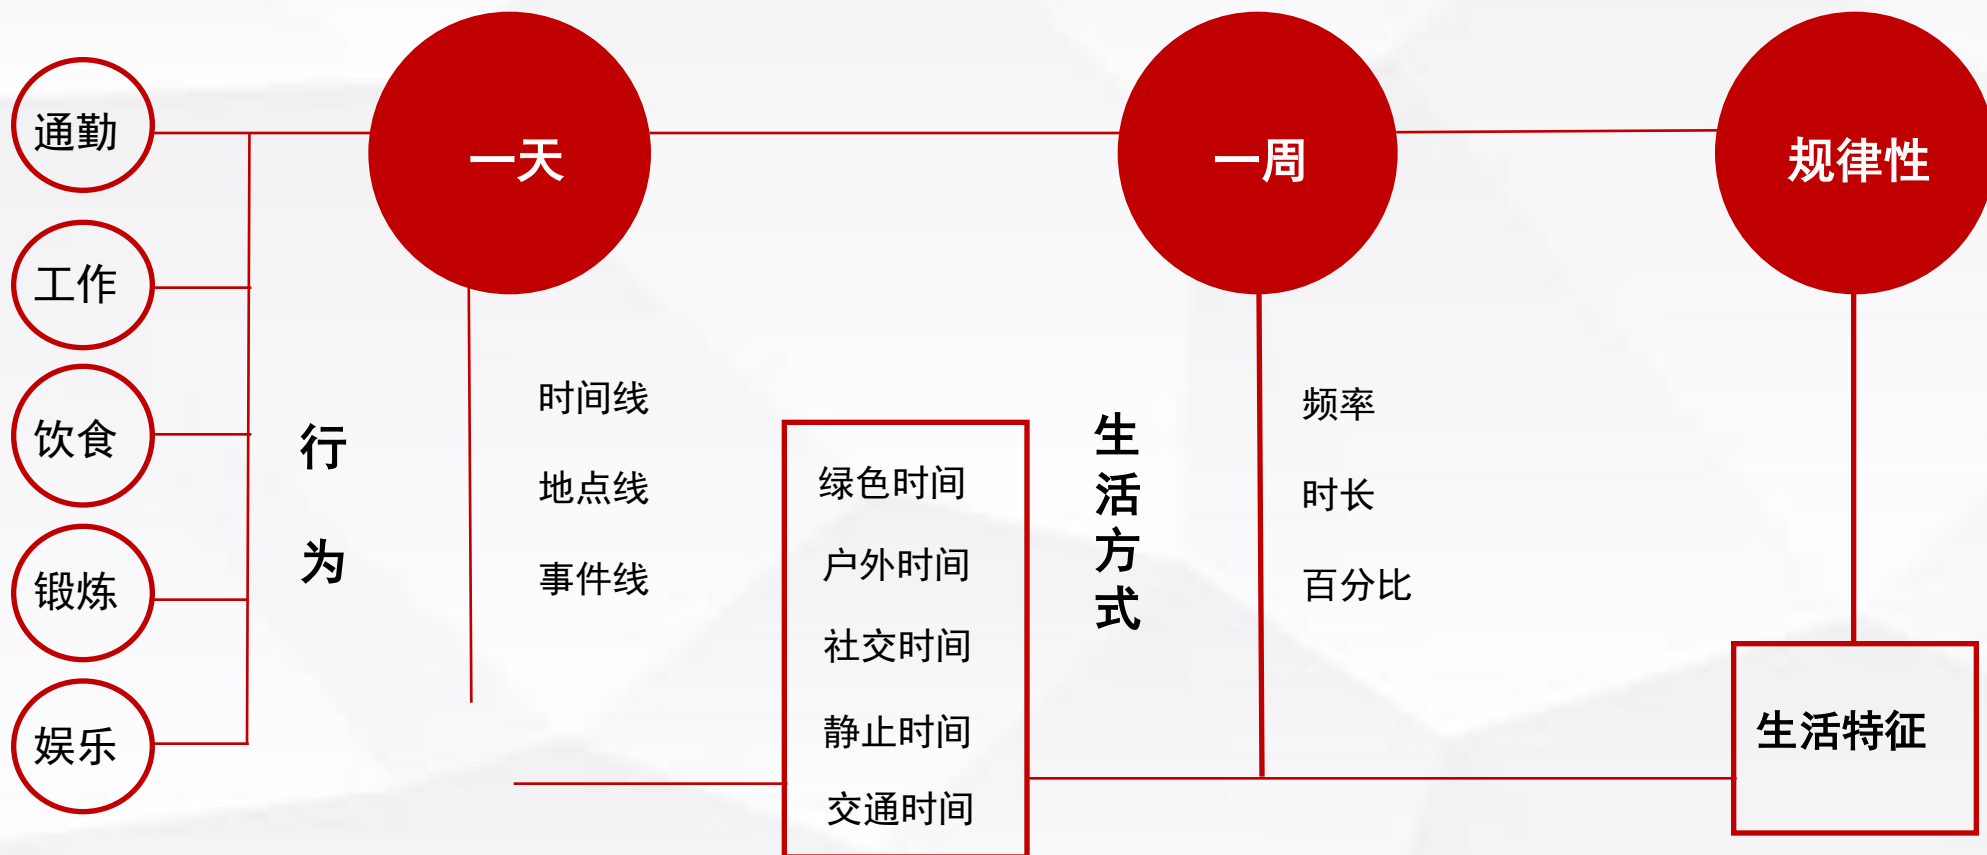 通勤
工作
饮食
锻炼
娱乐
行
为
一天
时间线
地点线
事件线
绿色时间
户外时间
社交时间
静止时间
交通时间
生
活
方
式
一周
频率
时长
百分比
规律性
生活特征